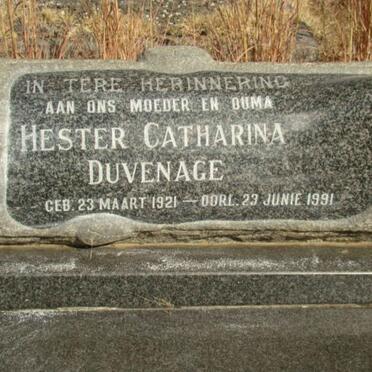 IN TERE HERINNERING
AAN ONS MOEDER EN OUMA
HESTER CATHARINA
DUVENAGE
GEB. 23 MAART 1921 — OORL. 23 JUNIE 1991